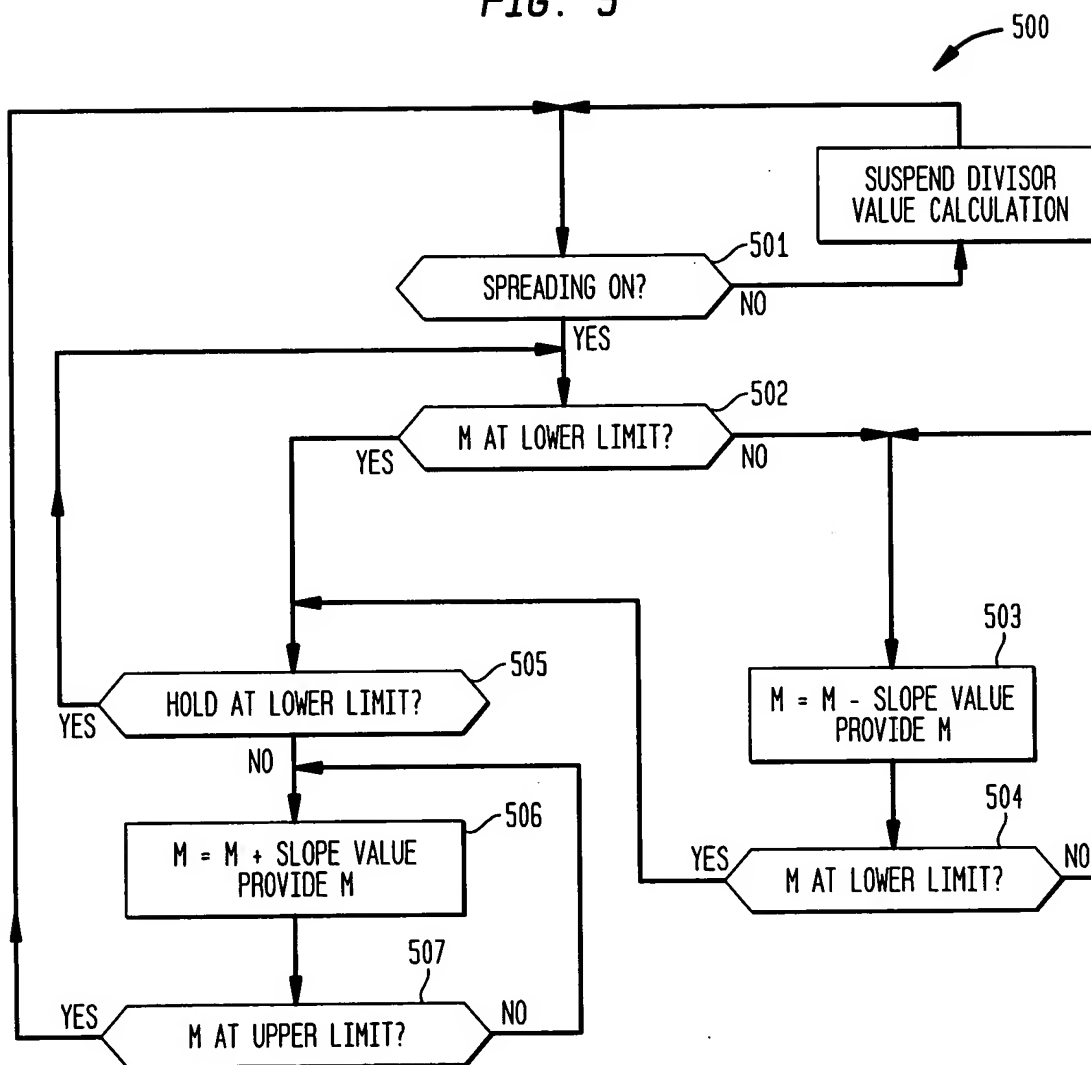 FIG. 5
500
SUSPEND DIVISOR
VALUE CALCULATION
501
SPREADING ON?
NO
YES
502
M AT LOWER LIMIT?
YES
NO
503
505
HOLD AT LOWER LIMIT?
YES
NO
M = M - SLOPE VALUE
PROVIDE M
504
506
M = M + SLOPE VALUE
PROVIDE M
YES
M AT LOWER LIMIT?
NO
507
YES
M AT UPPER LIMIT?
NO